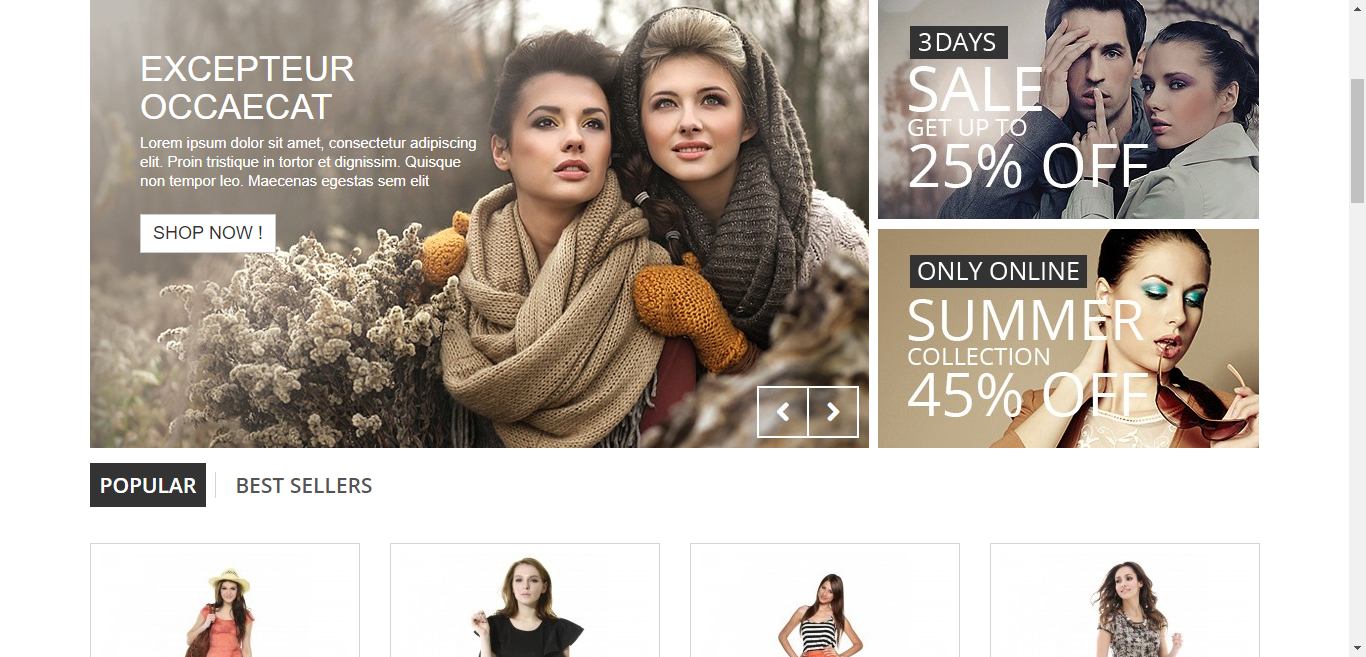 EXCEPTEUR
OCCAECAT
Lorem ipsum dolor sit amet, consectetur adipiscing
elit. Proin tristique in tortor et dignissim. Quisque
non tempor leo. Maecenas egestas sem elit
SHOP NOW !
3DAYS
SALE
GET UP TO
25% OFF
ONLY ONLINE
SUMMER
COLLECTION
45% OFF
POPULAR
BEST SELLERS